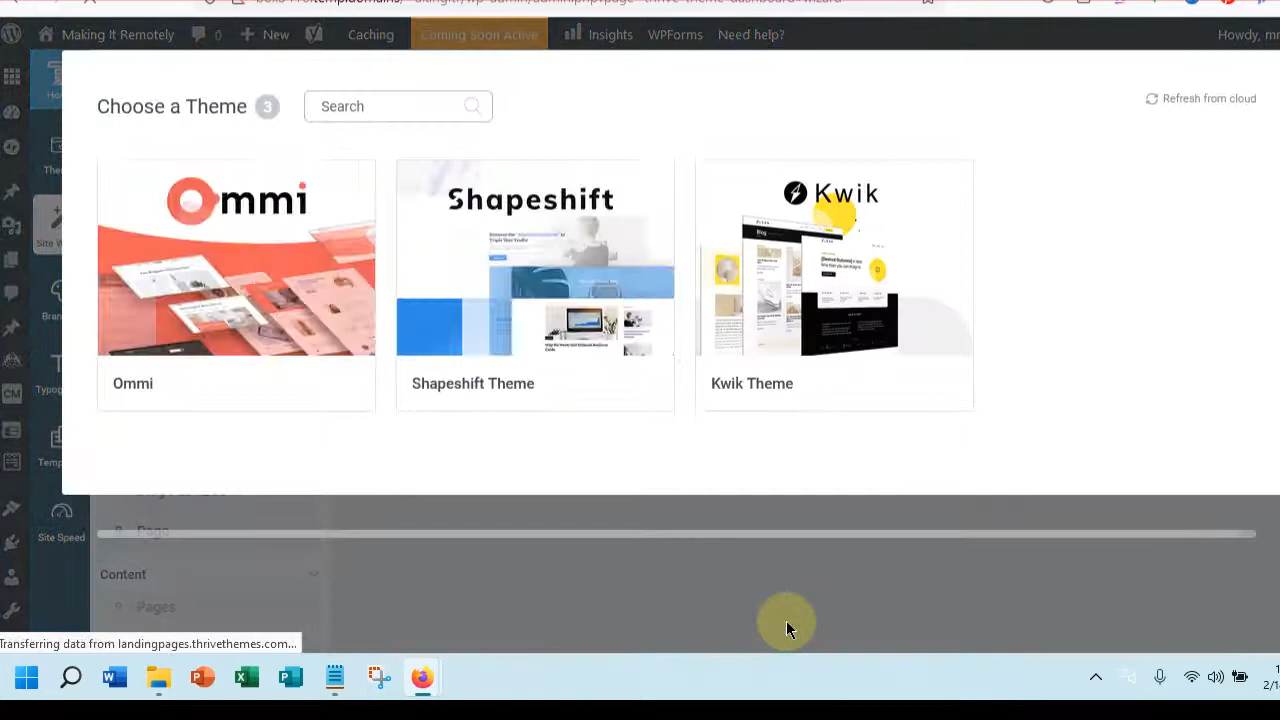 Making It Remotely
0
New
Caching
Coming Soon Active
Insights
WPForms
Need help?
Howdy,
Choose a Theme 3
Search
Refresh from cloud
Ommi
Shapeshift
Kwik
Ommi
Shapeshift Theme
Kwik Theme
CM
Site Speed
Page
Content
Pages
Transferring data from landingpages.thrivethemes.com...